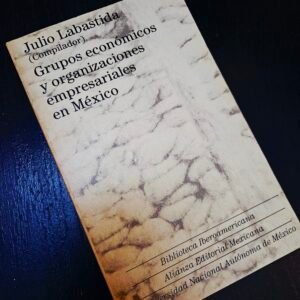 Julio Labastida
(Compilador)
Grupos económicos
y organizaciones
empresariales
en México
Biblioteca Iberoamericana
Alianza Editorial Mexicana
Universidad Nacional Autónoma de México